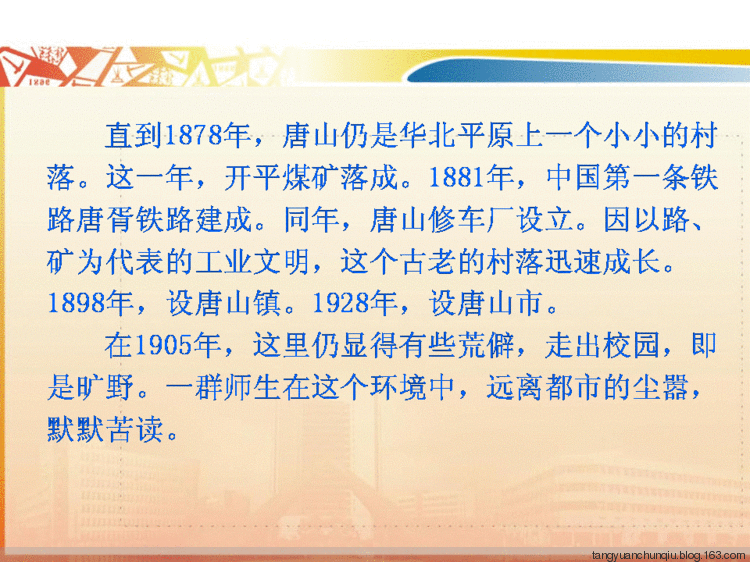 直到1878年，唐山仍是华北平原上一个小小的村
落。这一年，开平煤矿落成。1881年，中国第一条铁
路唐胥铁路建成。同年，唐山修车厂设立。因以路、
矿为代表的工业文明，这个古老的村落迅速成长。
1898年，设唐山镇。1928年，设唐山市。
在1905年，这里仍显得有些荒僻，走出校园，即
是旷野。一群师生在这个环境中，远离都市的尘嚣，
默默苦读。
tangyuanchunqiu.blog.163.com